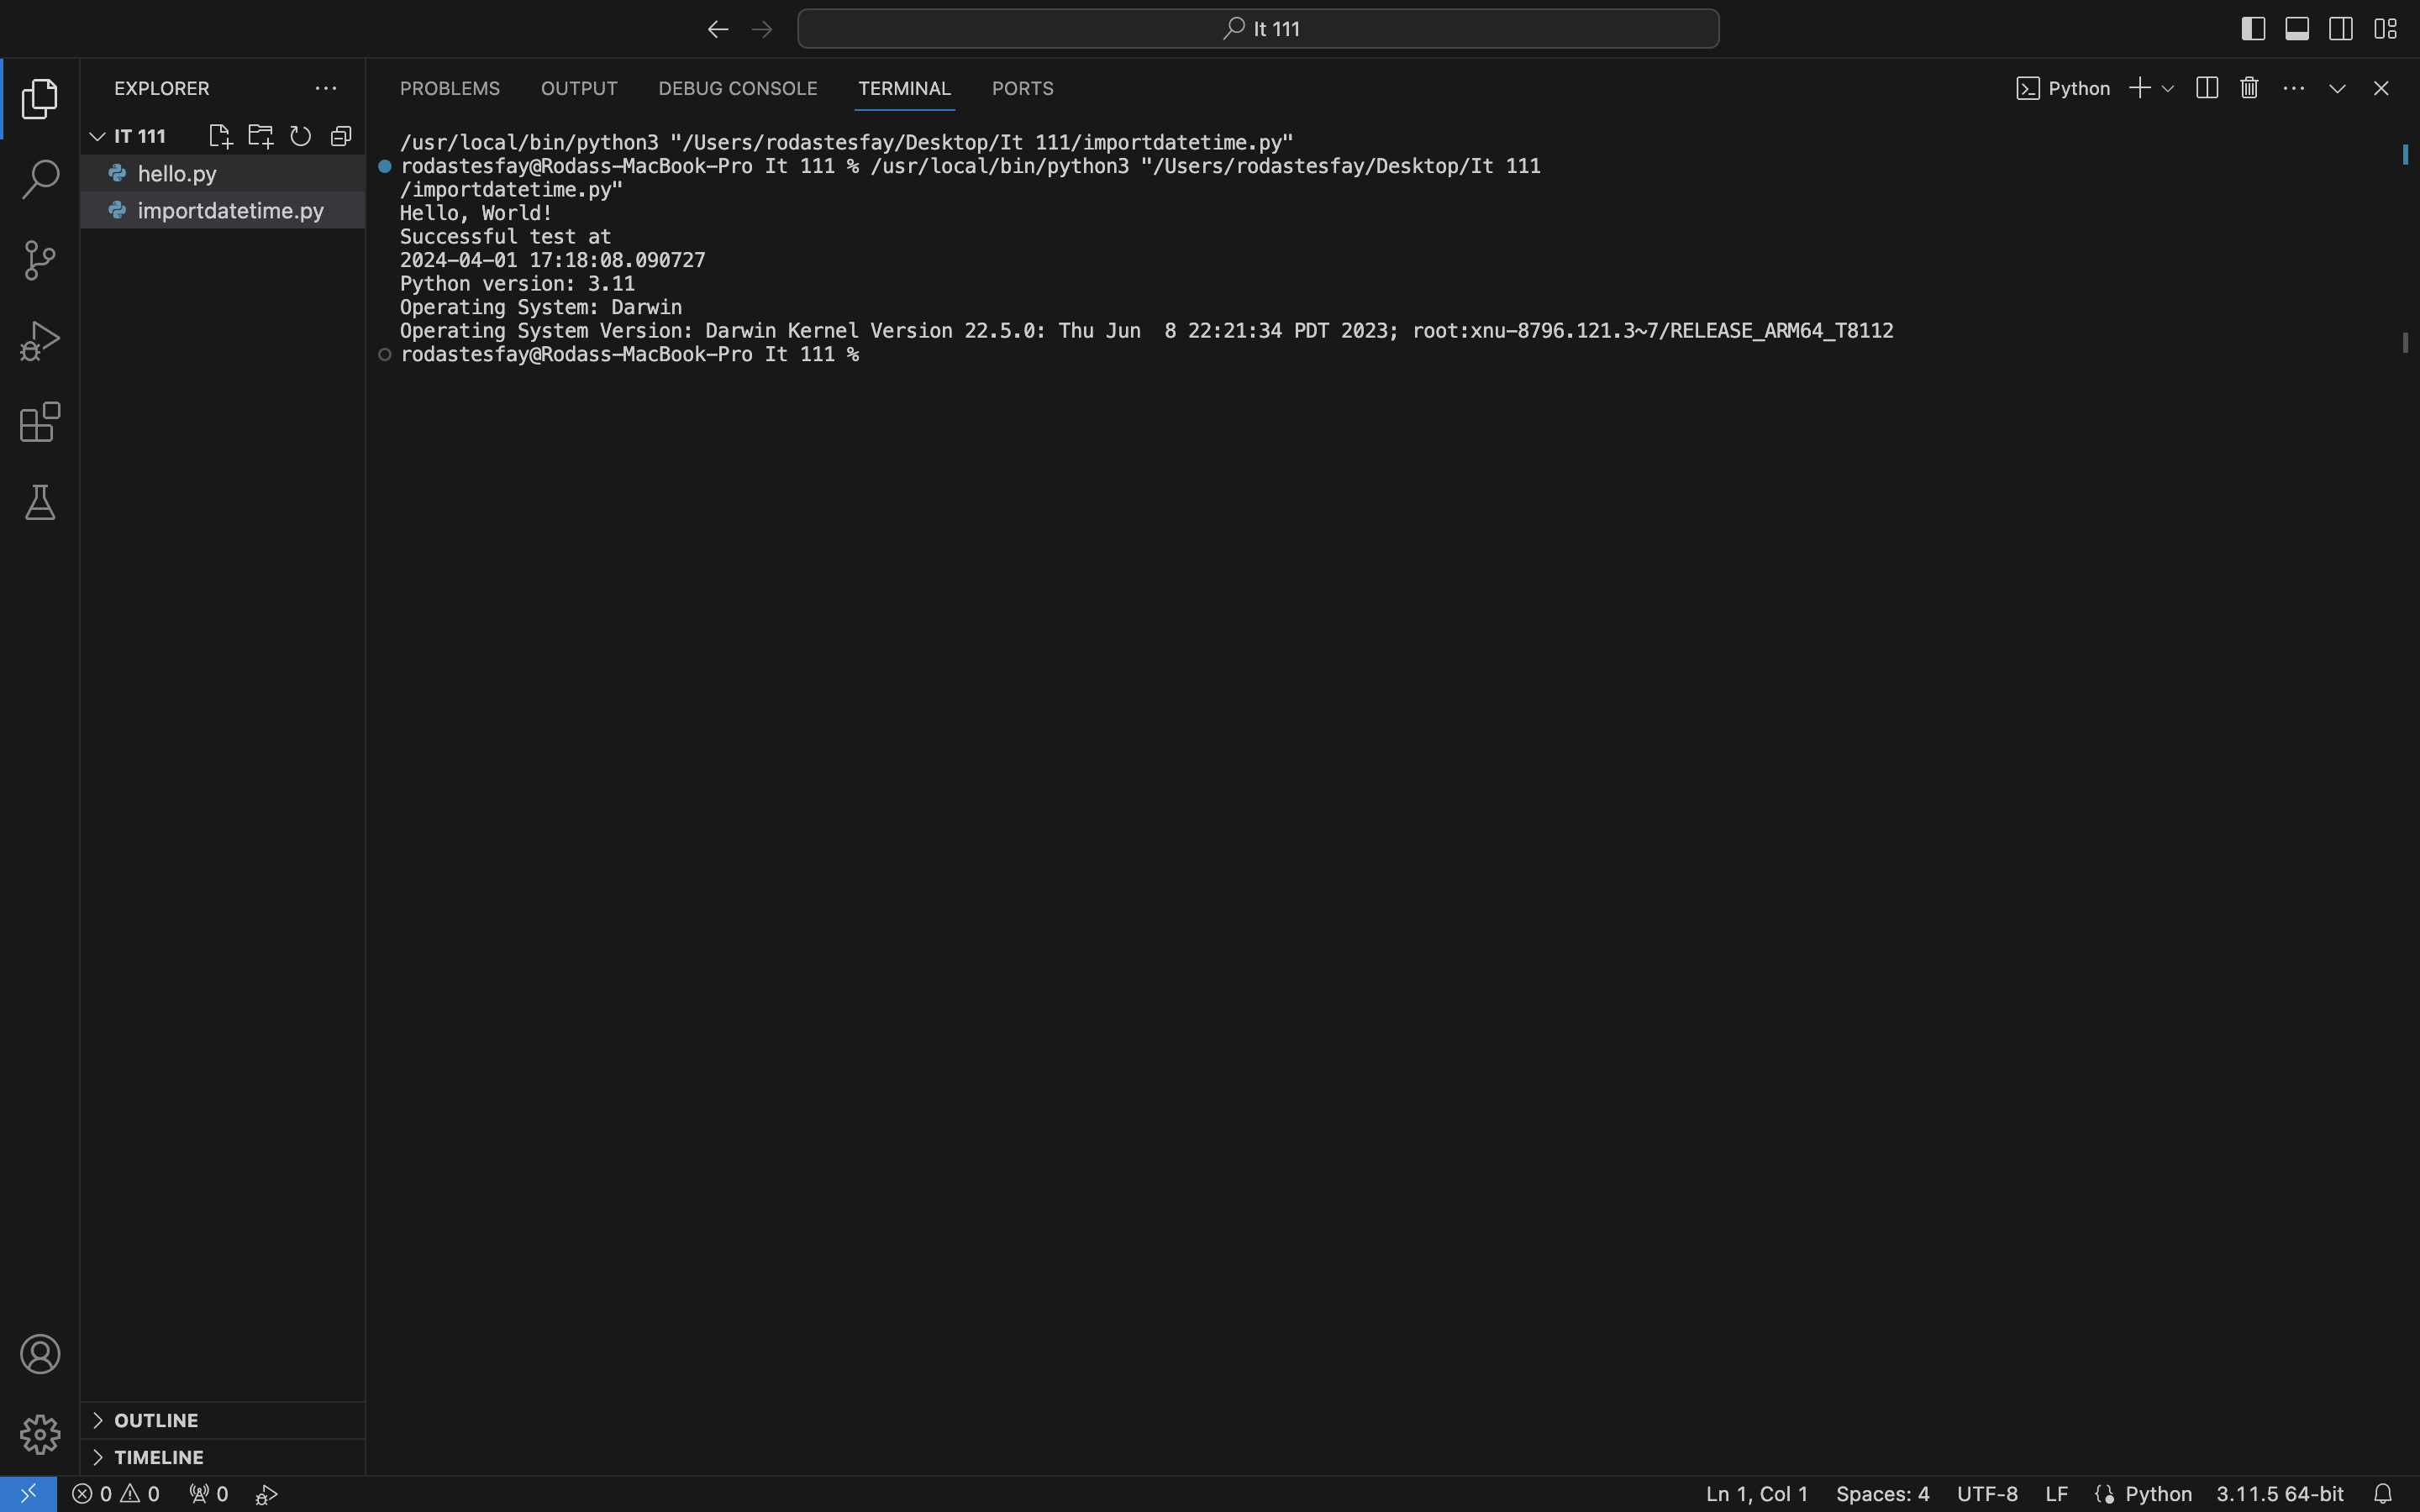 It 111
EXPLORER
PROBLEMS OUTPUT DEBUG CONSOLE TERMINAL PORTS
Python
IT 111
hello.py
importdatetime.py
/usr/local/bin/python3 "/Users/rodastesfay/Desktop/It 111/importdatetime.py"
rodastesfay@Rodass-MacBook-Pro It 111 % /usr/local/bin/python3 "/Users/rodastesfay/Desktop/It 111
/importdatetime.py"
Hello, World!
Successful test at
2024-04-01 17:18:08.090727
Python version: 3.11
Operating System: Darwin
Operating System Version: Darwin Kernel Version 22.5.0: Thu Jun  8 22:21:34 PDT 2023; root:xnu-8796.121.3~7/RELEASE_ARM64_T8112
rodastesfay@Rodass-MacBook-Pro It 111 %
OUTLINE
TIMELINE
0 0 0 Ln 1, Col 1 Spaces: 4 UTF-8 LF Python 3.11.5 64-bit